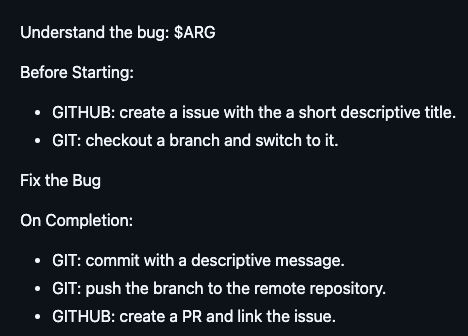 Understand the bug: $ARG
Before Starting:
• GITHUB: create a issue with the a short descriptive title.
• GIT: checkout a branch and switch to it.
Fix the Bug
On Completion:
• GIT: commit with a descriptive message.
• GIT: push the branch to the remote repository.
• GITHUB: create a PR and link the issue.